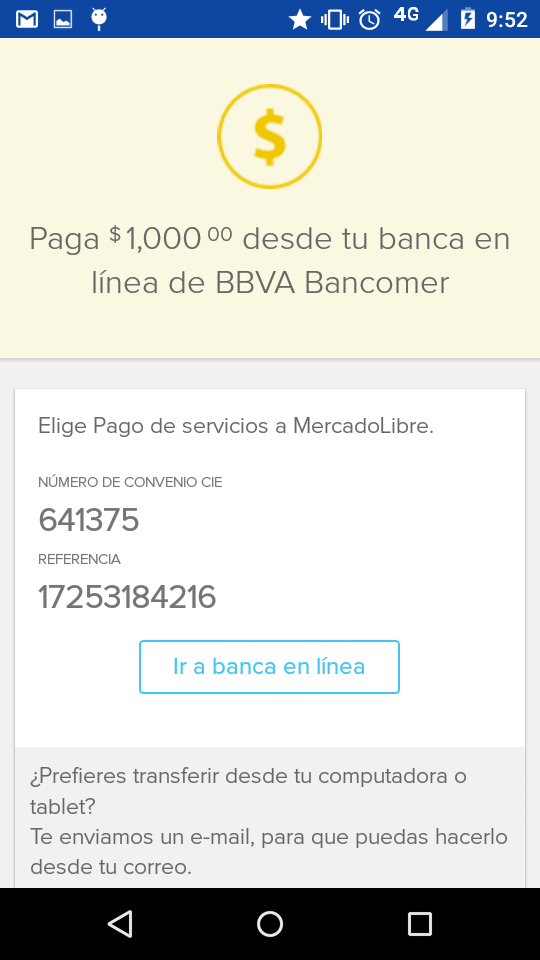 4G 9:52
$
Paga $ 1,000 00 desde tu banca en
línea de BBVA Bancomer
Elige Pago de servicios a MercadoLibre.
NÚMERO DE CONVENIO CIE
641375
REFERENCIA
17253184216
Ir a banca en línea
¿Prefieres transferir desde tu computadora o
tablet?
Te enviamos un e-mail, para que puedas hacerlo
desde tu correo.